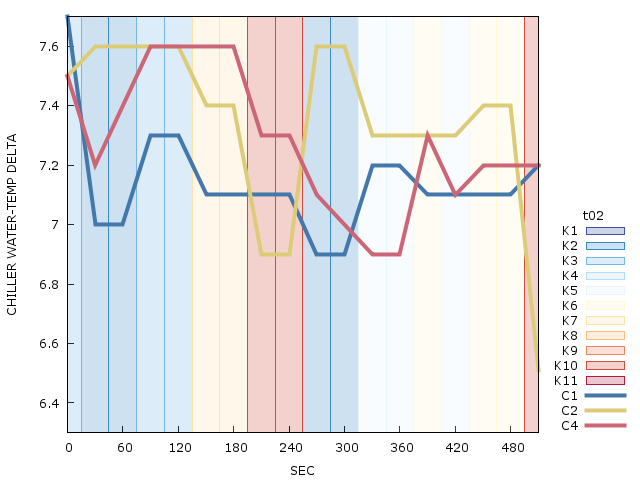 7.6
7.4
7.2
7
6.8
6.6
6.4
CHILLER WATER-TEMP DELTA
0 60 120 180 240 300 360 420 480
SEC
t02
K1
K2
K3
K4
K5
K6
K7
K8
K9
K10
K11
C1
C2
C4